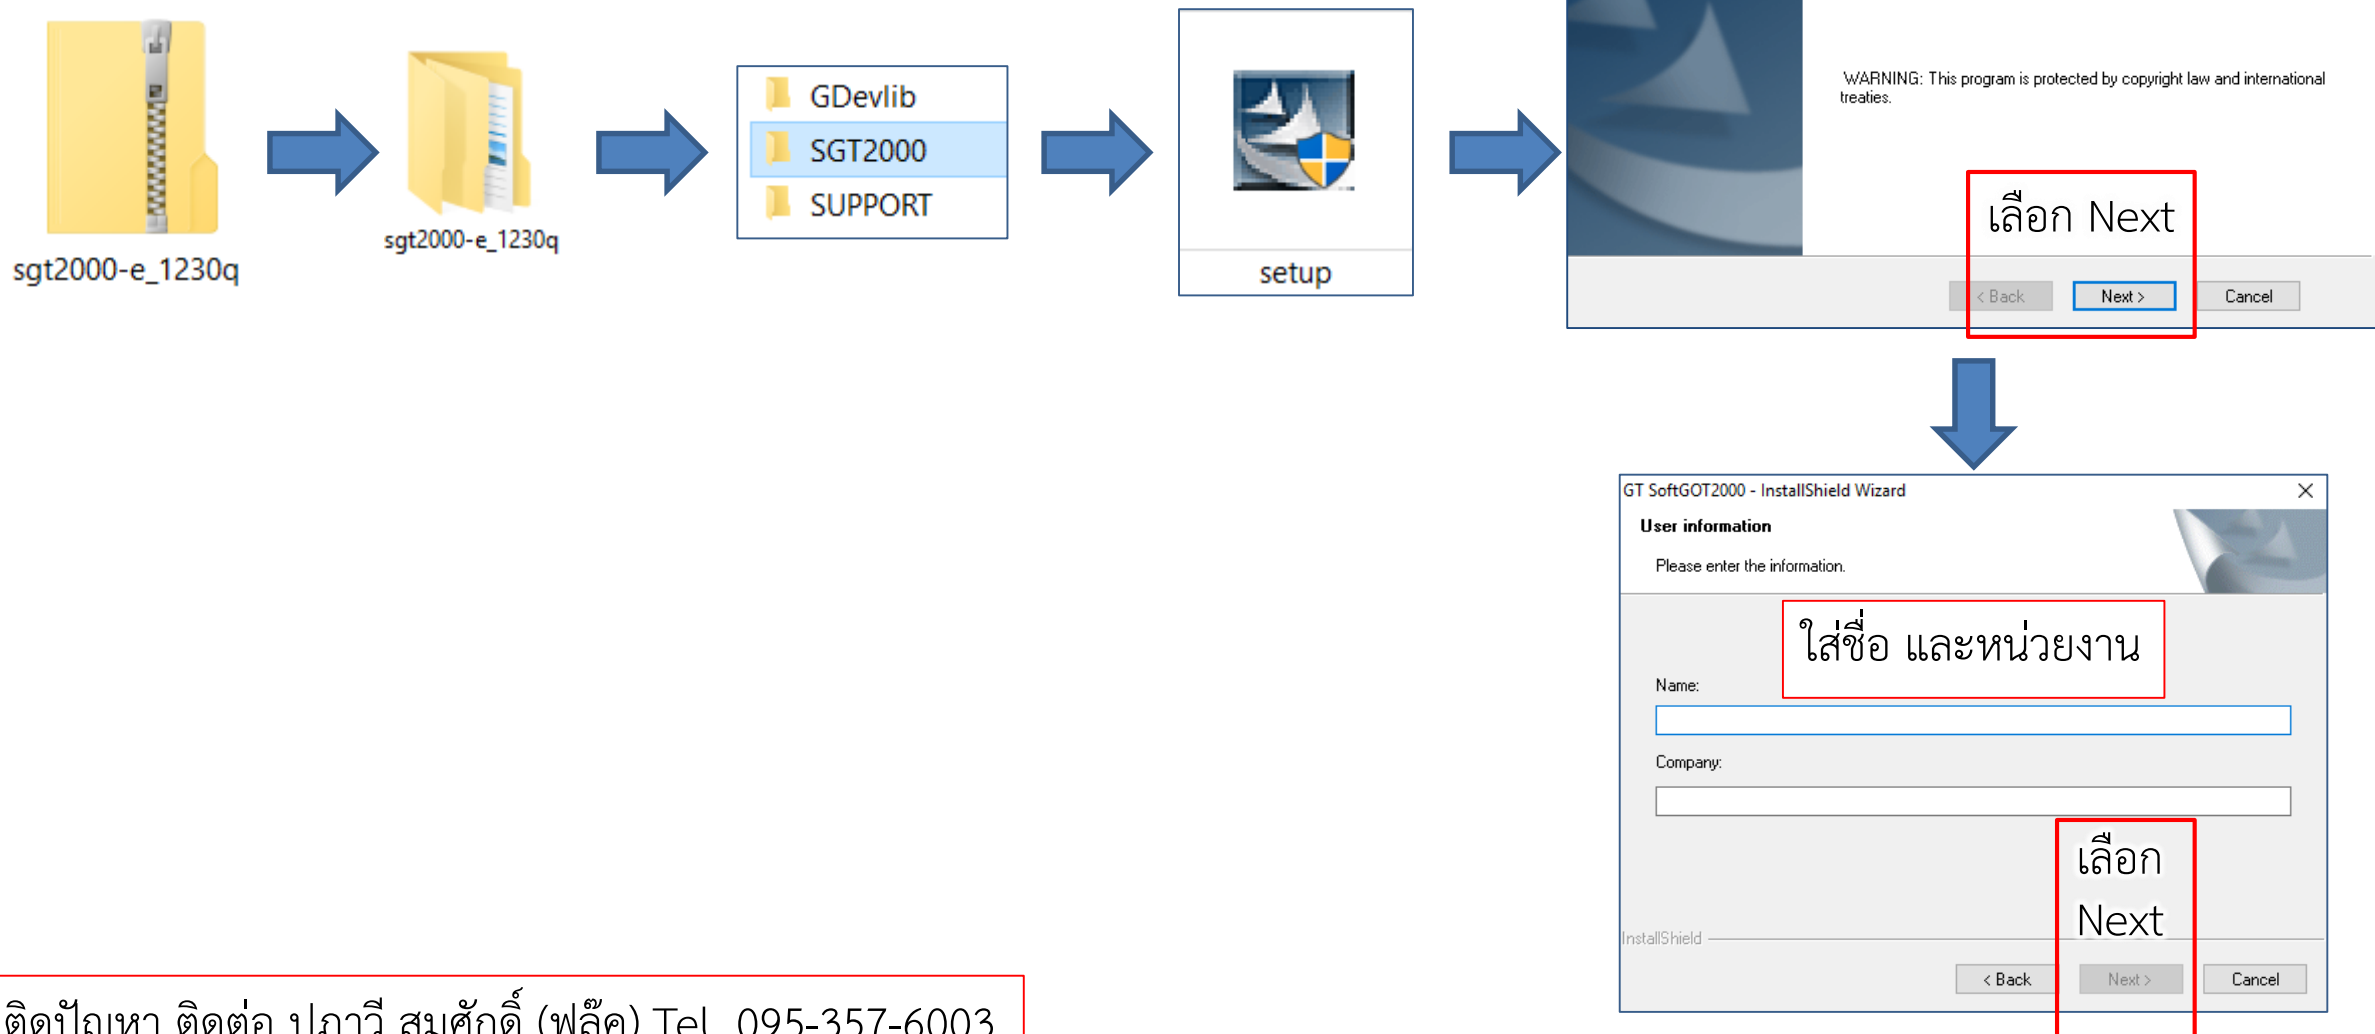 sgt2000-e_1230q
sgt2000-e_1230q
GDevlib
SGT2000
SUPPORT
setup
WARNING: This program is protected by copyright law and international
treaties.
เลือก Next
< Back
Next >
Cancel
GT SoftGOT2000 - InstallShield Wizard
User information
Please enter the information.
ใส่ชื่อ และหน่วยงาน
Name:
Company:
เลือก
Next
InstallShield
< Back
Next >
Cancel
ติดปัญหา ติดต่อ ปภาวี สมศักดิ์ (ฟลุ๊ค) Tel. 095-357-6003